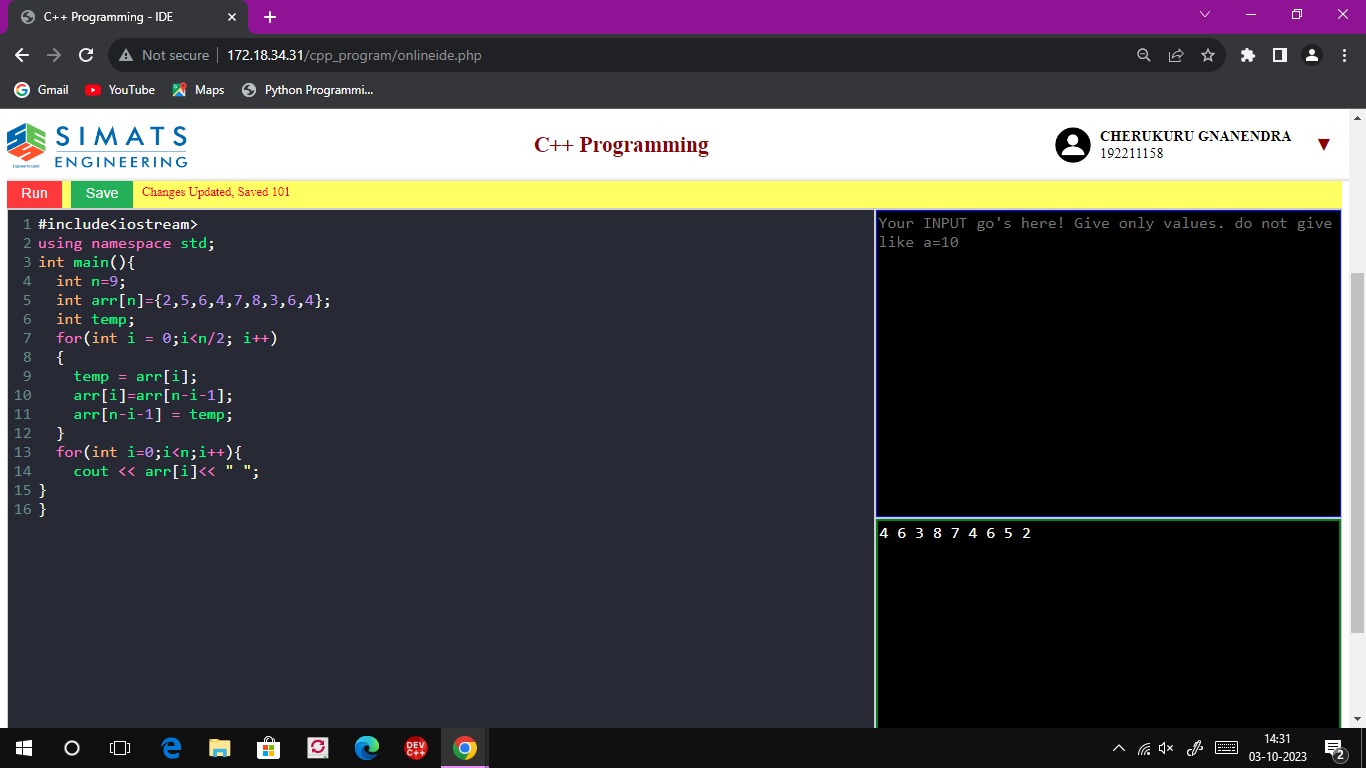 C++ Programming - IDE
Not secure 172.18.34.31/cpp_program/onlineide.php
Gmail YouTube Maps Python Programmi...
SIMATS
ENGINEERING
C++ Programming
CHERUKURU GNANENDRA
192211158
Run Save Changes Updated, Saved 101
1 #include<iostream>
2 using namespace std;
3 int main(){
4   int n=9;
5   int arr[n]={2,5,6,4,7,8,3,6,4};
6   int temp;
7   for(int i = 0;i<n/2; i++)
8   {
9     temp = arr[i];
10     arr[i]=arr[n-i-1];
11     arr[n-i-1] = temp;
12   }
13   for(int i=0;i<n;i++){
14     cout << arr[i]<< " ";
15 }
16 }
Your INPUT go's here! Give only values. do not give
like a=10
4 6 3 8 7 4 6 5 2
DEV
C++
14:31
03-10-2023
2